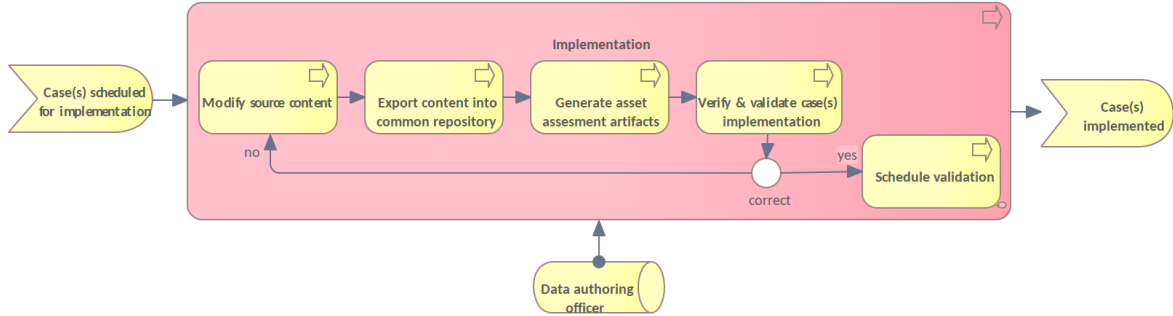 Implementation
Case(s) scheduled
for implementation
Modify source content
Export content into
common repository
Generate asset
assesment artifacts
Verify & validate case(s)
implementation
Case(s)
implemented
no
yes
Schedule validation
correct
Data authoring
officer